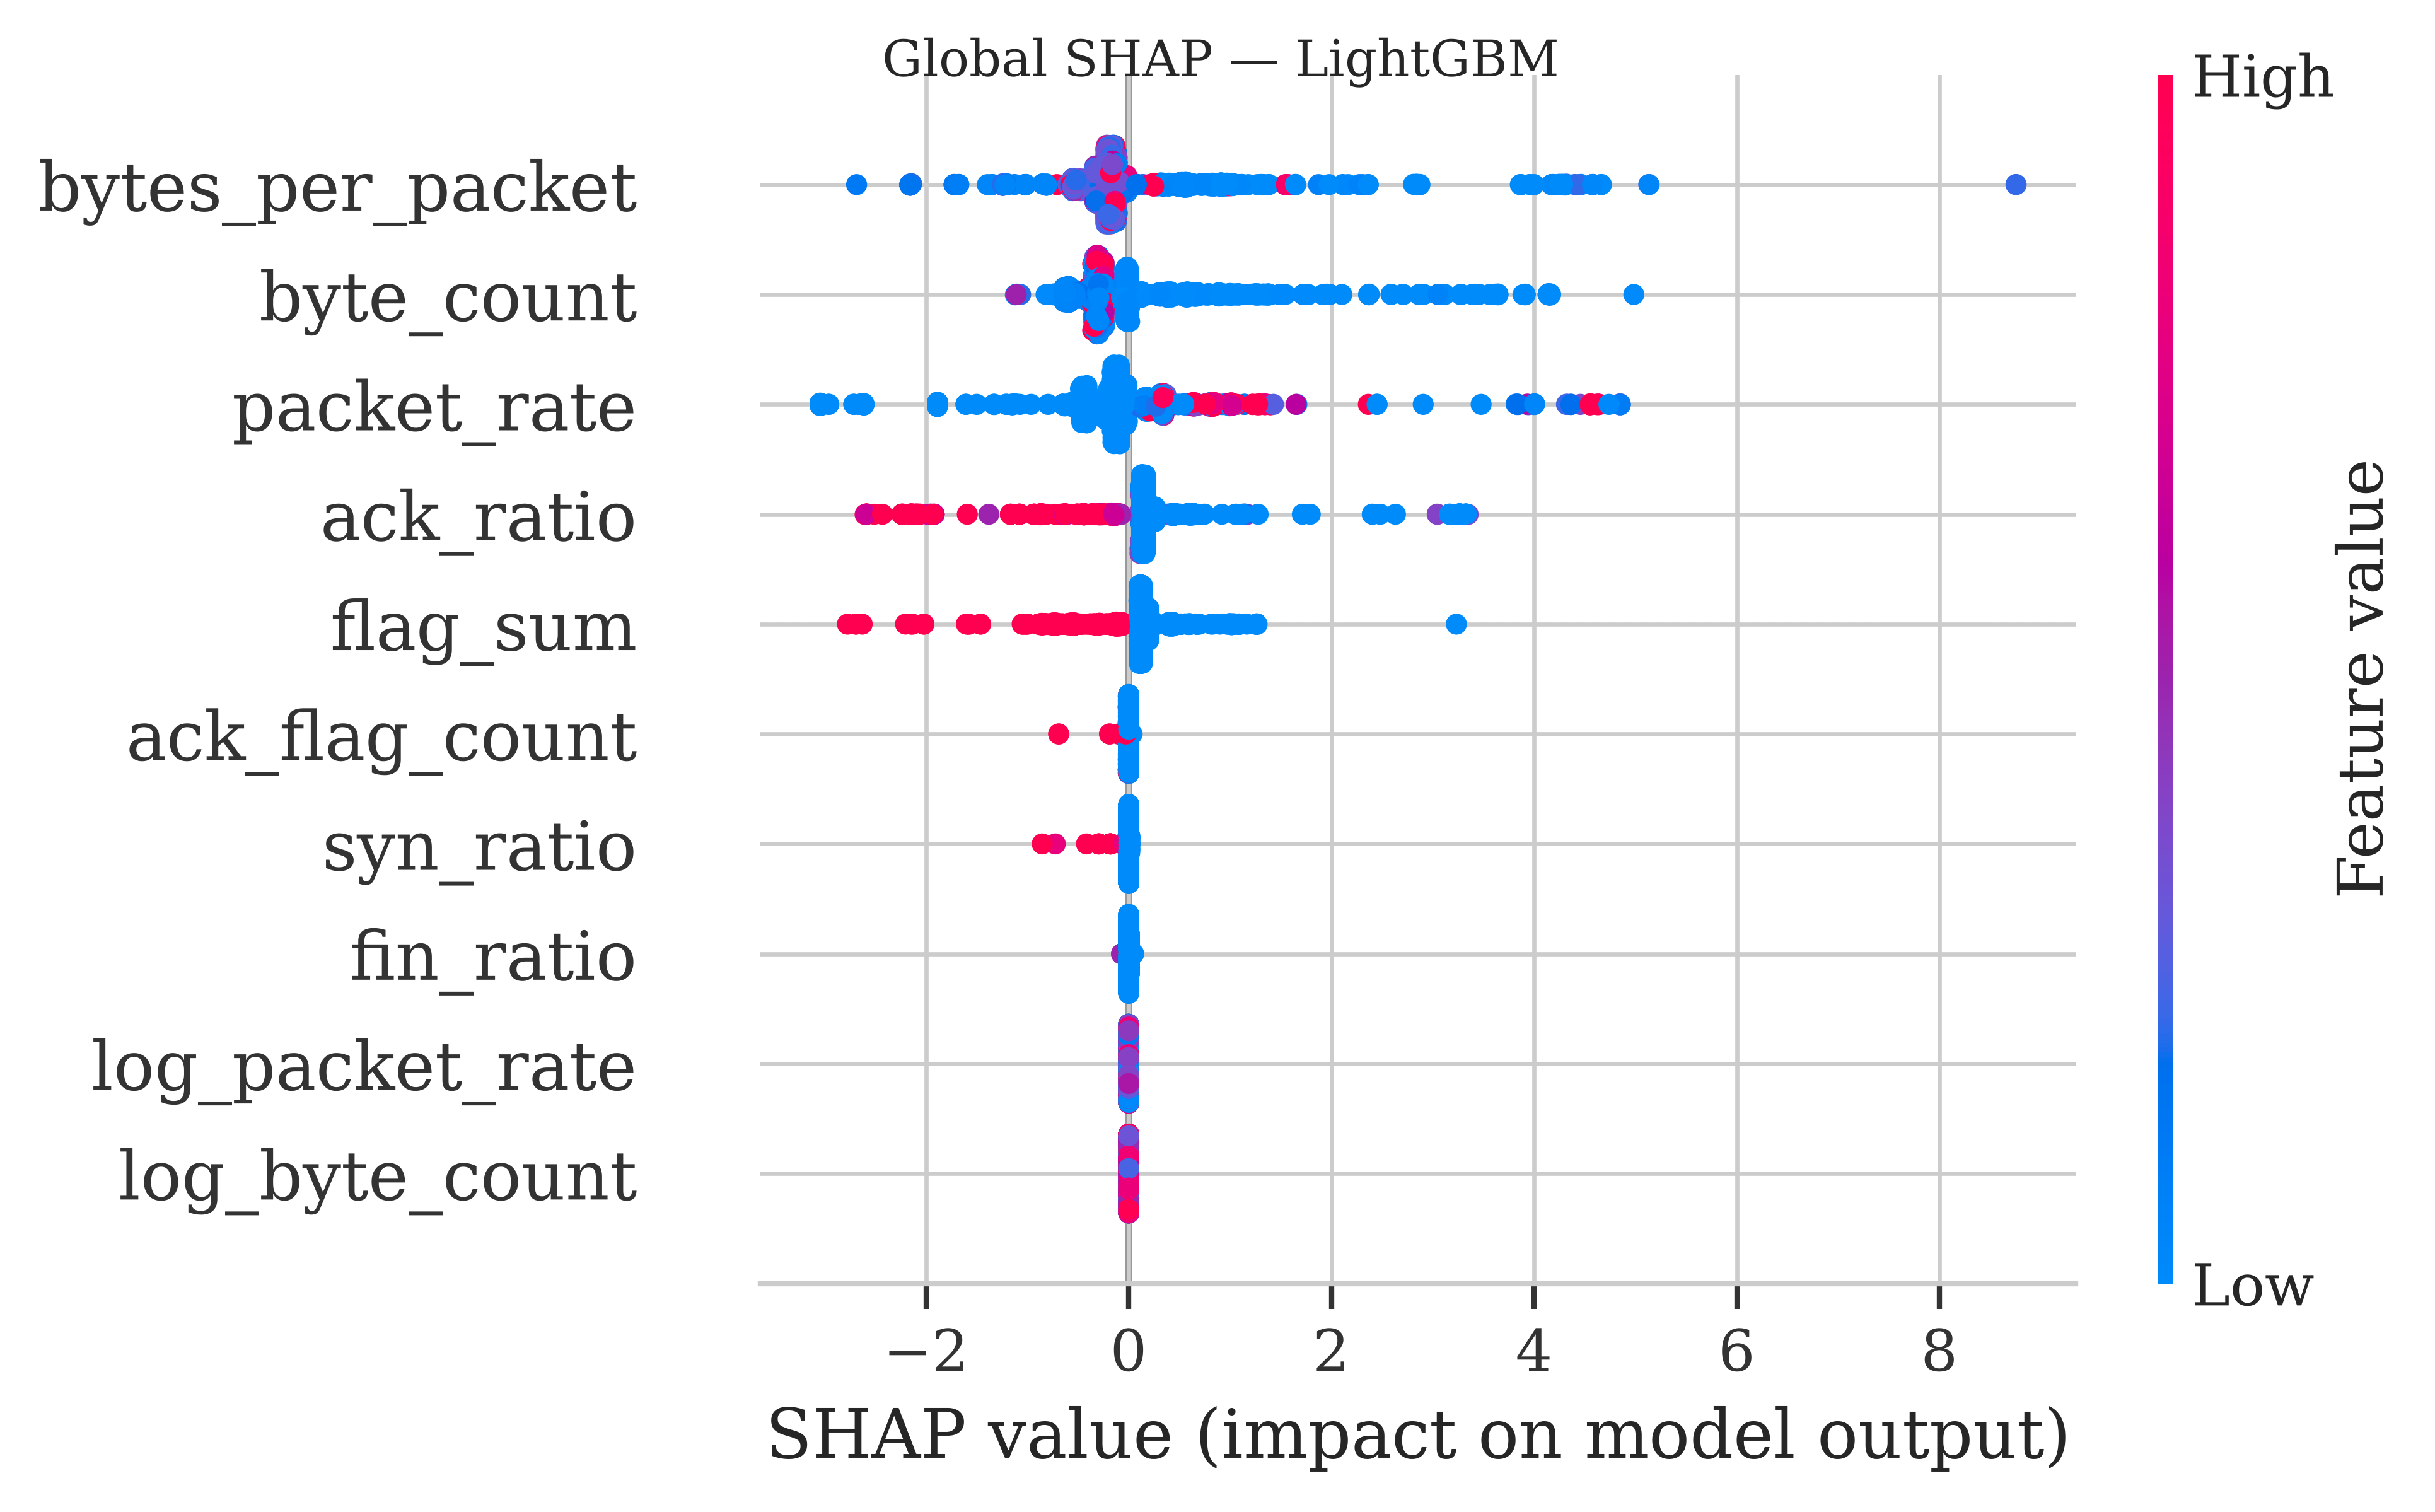 Global SHAP — LightGBM
High
bytes_per_packet
byte_count
packet_rate
ack_ratio
flag_sum
ack_flag_count
syn_ratio
fin_ratio
log_packet_rate
log_byte_count
Feature value
Low
−2 0 2 4 6 8
SHAP value (impact on model output)